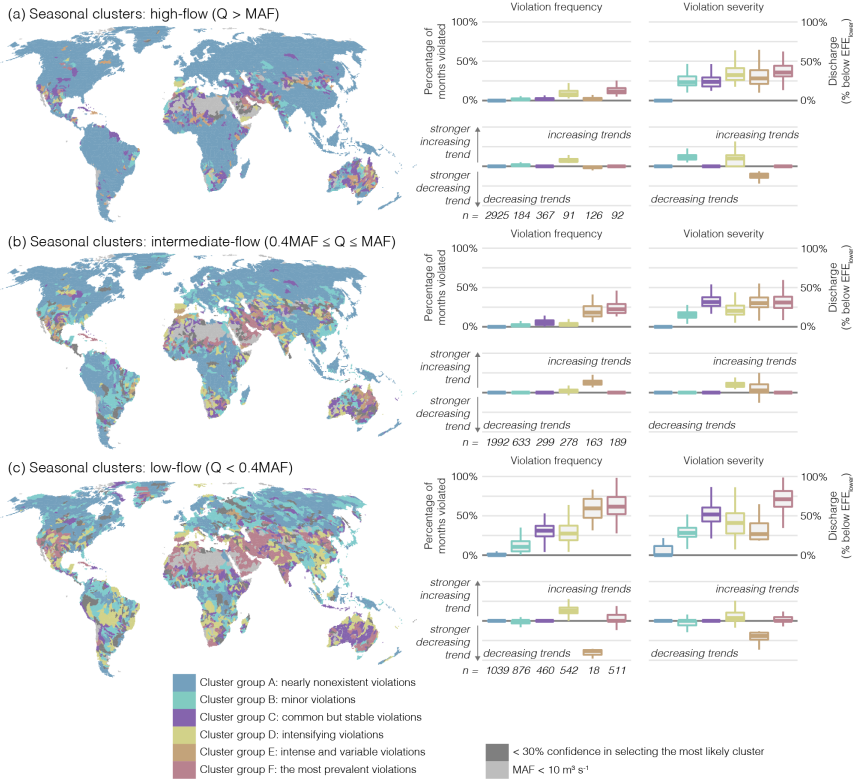 (a) Seasonal clusters: high-flow (Q > MAF)
Violation frequency
Violation severity
Percentage of
months violated
100%
50%
0%
100%
50%
0%
Discharge
(% below EFElower)
stronger
increasing
trend
stronger
decreasing
trend
increasing trends
decreasing trends
increasing trends
decreasing trends
n = 2925 184 367 91 126 92
(b) Seasonal clusters: intermediate-flow (0.4MAF ≤ Q ≤ MAF)
Violation frequency
Violation severity
Percentage of
months violated
100%
50%
0%
100%
50%
0%
Discharge
(% below EFElower)
stronger
increasing
trend
stronger
decreasing
trend
increasing trends
decreasing trends
increasing trends
decreasing trends
n = 1992 633 299 278 163 189
(c) Seasonal clusters: low-flow (Q < 0.4MAF)
Violation frequency
Violation severity
Percentage of
months violated
100%
50%
0%
100%
50%
0%
Discharge
(% below EFElower)
stronger
increasing
trend
stronger
decreasing
trend
increasing trends
decreasing trends
increasing trends
decreasing trends
n = 1039 876 460 542 18 511
Cluster group A: nearly nonexistent violations
Cluster group B: minor violations
Cluster group C: common but stable violations
Cluster group D: intensifying violations
Cluster group E: intense and variable violations
Cluster group F: the most prevalent violations
< 30% confidence in selecting the most likely cluster
MAF < 10 m³ s⁻¹